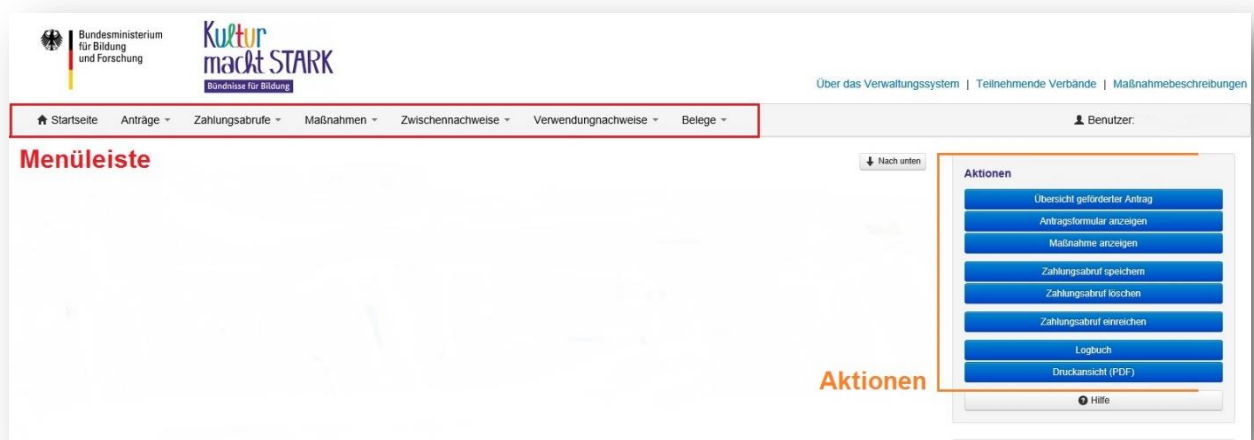 Bundesministerium
für Bildung
und Forschung
Kultur
macht STARK
Bündnisse für Bildung
Über das Verwaltungssystem | Teilnehmende Verbände | Maßnahmebeschreibungen
Startseite Anträge Zahlungsabrufe Maßnahmen Zwischennachweise Verwendungnachweise Belege Benutzer:
Menüleiste
Nach unten
Aktionen
Übersicht geförderter Antrag
Antragsformular anzeigen
Maßnahme anzeigen
Zahlungsabruf speichern
Zahlungsabruf löschen
Zahlungsabruf einreichen
Logbuch
Druckansicht (PDF)
Aktionen
Hilfe